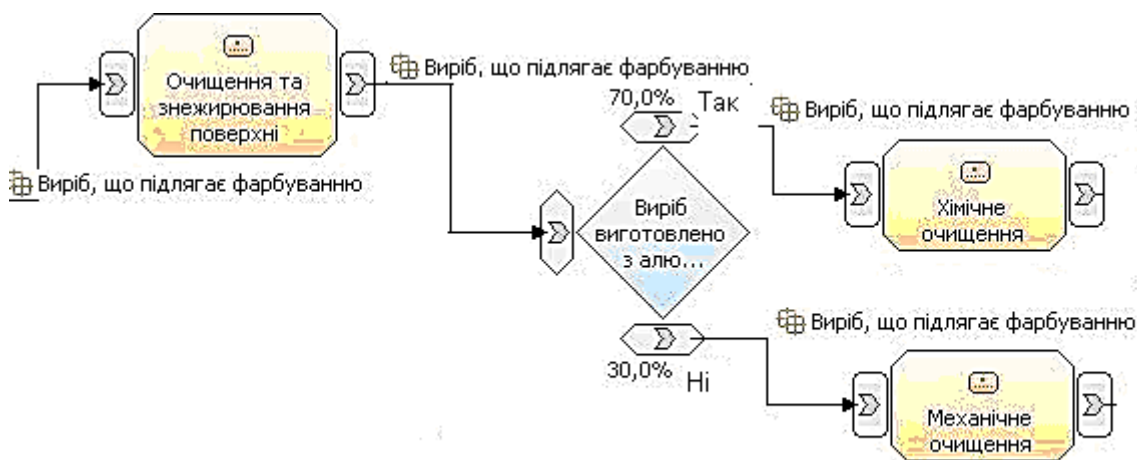 Очищення та
знежирювання
поверхні
Виріб, що підлягає фарбуванню
Виріб, що підлягає фарбуванню
70,0% Так
Виріб
виготовлено
з алю...
30,0% Ні
Виріб, що підлягає фарбуванню
Хімічне
очищення
Виріб, що підлягає фарбуванню
Механічне
очищення